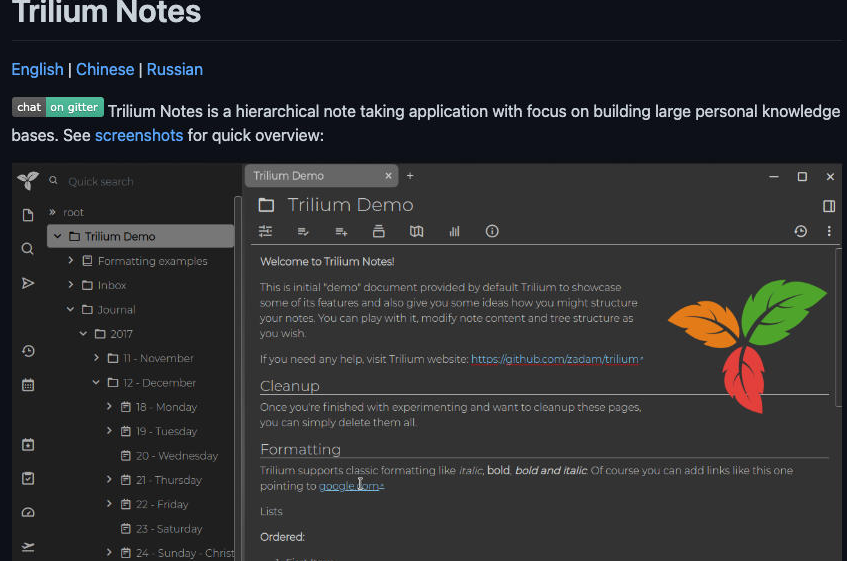 Trilium Notes
English | Chinese | Russian
chat on gitter Trilium Notes is a hierarchical note taking application with focus on building large personal knowledge
bases. See screenshots for quick overview:
Quick search
root
Trilium Demo
Formatting examples
Inbox
Journal
2017
11 - November
12 - December
18 - Monday
19 - Tuesday
20 - Wednesday
21 - Thursday
22 - Friday
23 - Saturday
24 - Sunday - Christ
Trilium Demo
Trilium Demo
Welcome to Trilium Notes!
This is initial "demo" document provided by default Trilium to showcase
some of its features and also give you some ideas how you might structure
your notes. You can play with it, modify note content and tree structure as
you wish.
If you need any help, visit Trilium website: https://github.com/zadam/trilium
Cleanup
Once you're finished with experimenting and want to cleanup these pages,
you can simply delete them all.
Formatting
Trilium supports classic formatting like italic, bold, bold and italic. Of course you can add links like this one
pointing to google.com
Lists
Ordered: